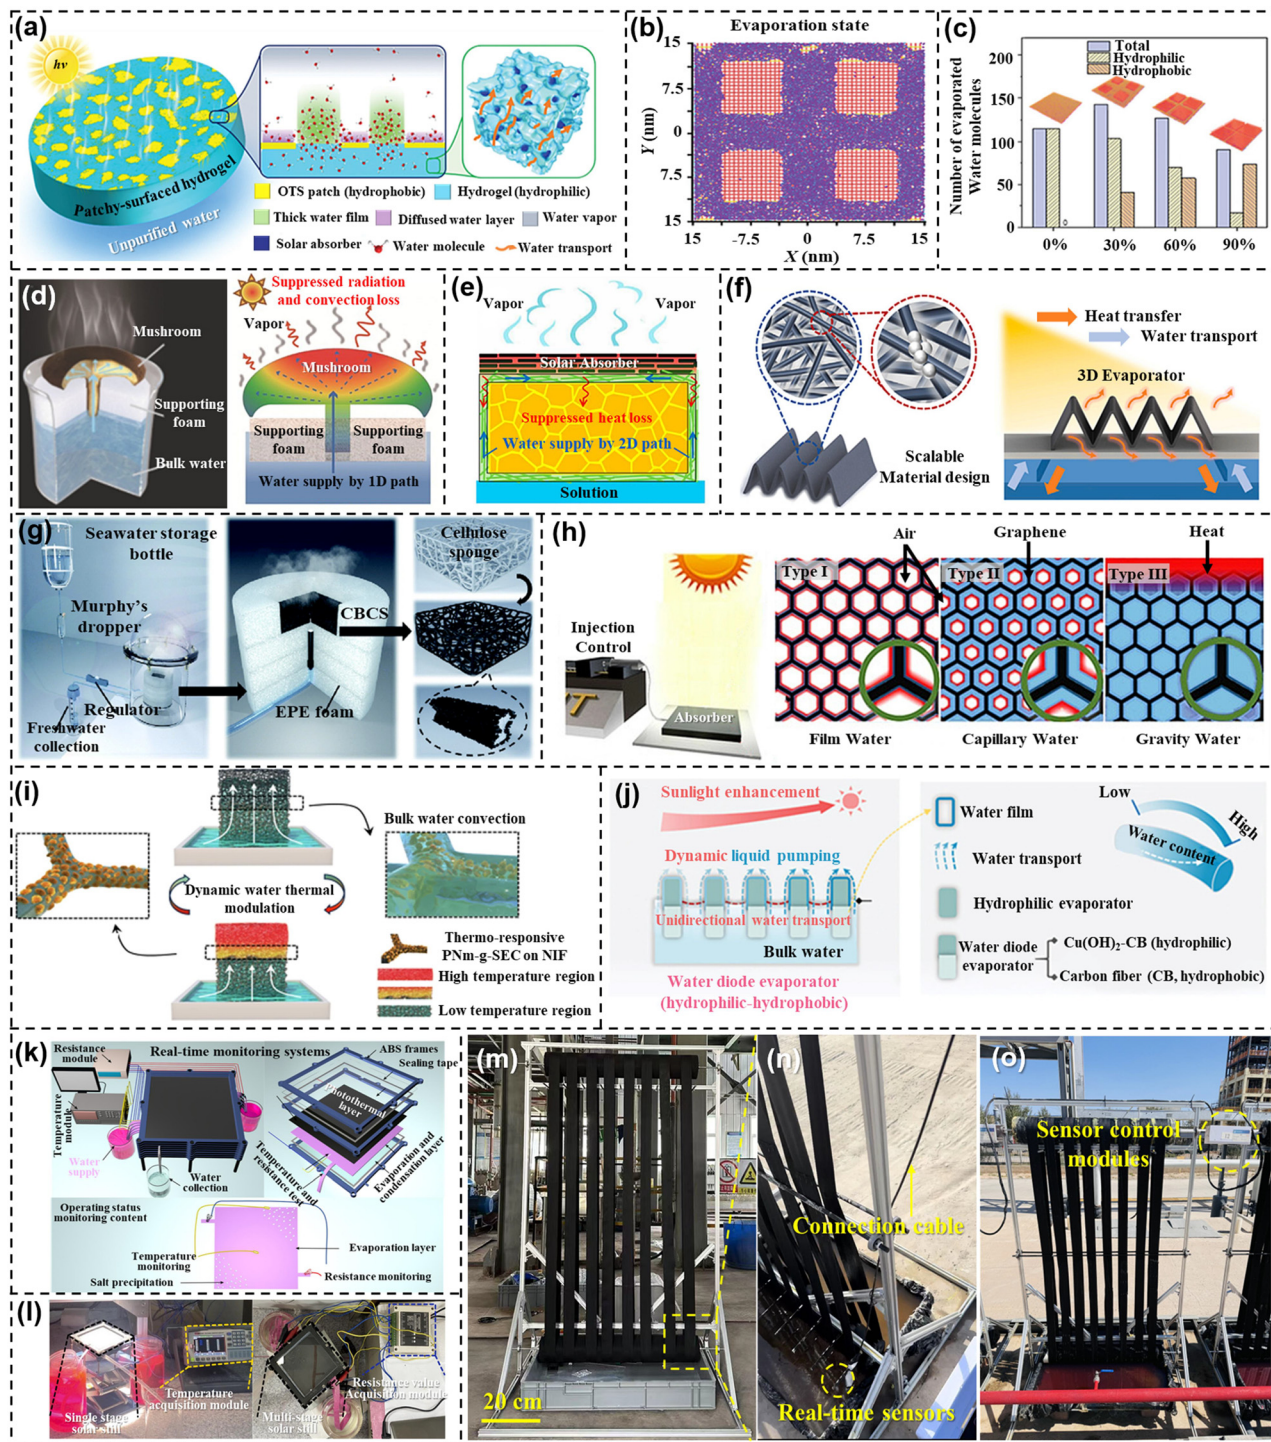 (a)
hν
Patchy-surfaced hydrogel
Unpurified water
OTS patch (hydrophobic)
Hydrogel (hydrophilic)
Thick water film
Diffused water layer
Water vapor
Solar absorber
Water molecule
Water transport
(b)
Evaporation state
Y (nm)
15
7.5
0
7.5
15
15
-7.5
0
7.5
15
X (nm)
(c)
Number of evaporated
Water molecules
200
150
100
50
0
Total
Hydrophilic
Hydrophobic
0
0%
30%
60%
90%
(d)
Mushroom
Supporting
foam
Bulk water
Suppressed radiation
and convection loss
Vapor
Mushroom
Supporting
foam
Supporting
foam
Water supply by 1D path
(e)
Vapor
Vapor
Solar Absorber
Suppressed heat loss
Water supply by 2D path
Solution
(f)
Scalable
Material design
Heat transfer
Water transport
3D Evaporator
(g)
Seawater storage
bottle
Murphy's
dropper
Regulator
Freshwater
collection
CBCS
EPE foam
Cellulose
sponge
(h)
Injection
Control
Absorber
Air
Graphene
Heat
Type I
Type II
Type III
Film Water
Capillary Water
Gravity Water
(i)
Bulk water convection
Dynamic water thermal
modulation
Thermo-responsive
PNm-g-SEC on NIF
High temperature region
Low temperature region
(j)
Sunlight enhancement
Dynamic liquid pumping
Unidirectional water transport
Bulk water
Water diode evaporator
(hydrophilic-hydrophobic)
Water film
Water transport
Hydrophilic evaporator
Water diode
evaporator
Cu(OH)2-CB (hydrophilic)
Carbon fiber (CB, hydrophobic)
Low
High
Water content
(k)
Real-time monitoring systems
Resistance
module
Temperature
module
Water
supply
Water
collection
ABS frames
Sealing tape
Photothermal
layer
Temperature and
resistance test
Evaporation and
condensation layer
Operating status
monitoring content
Temperature
monitoring
Salt precipitation
Evaporation layer
Resistance monitoring
(l)
Single stage
solar still
Temperature
acquisition module
Multi-stage
solar still
Resistance value
Acquisition module
(m)
20 cm
(n)
Connection cable
Real-time sensors
(o)
Sensor control
modules